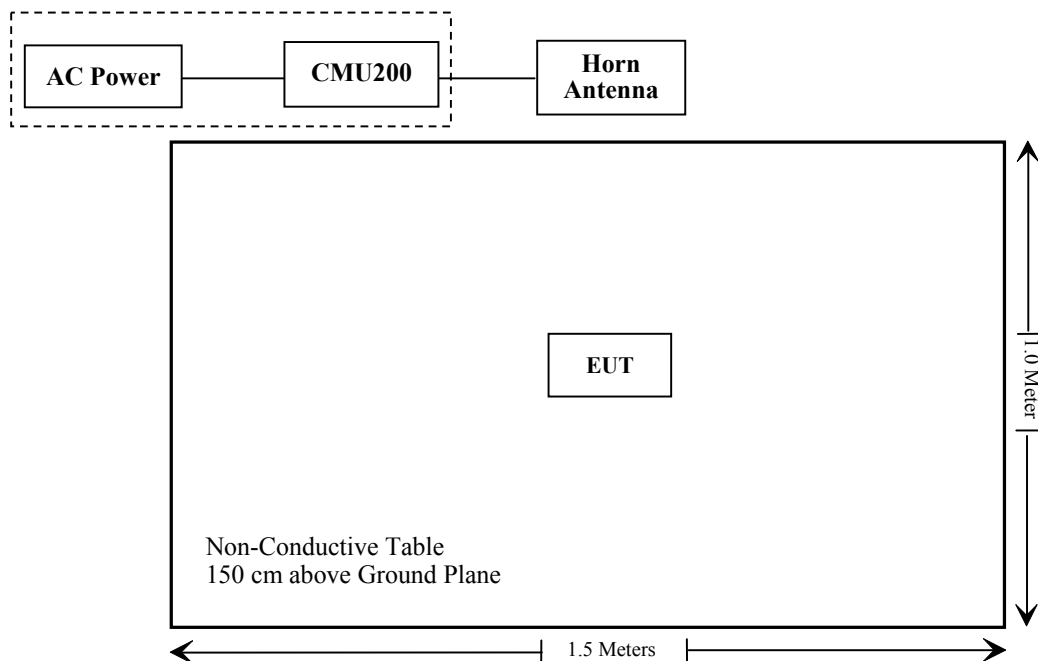 AC Power
CMU200
Horn
Antenna
EUT
1.0 Meter
Non-Conductive Table
150 cm above Ground Plane
1.5 Meters